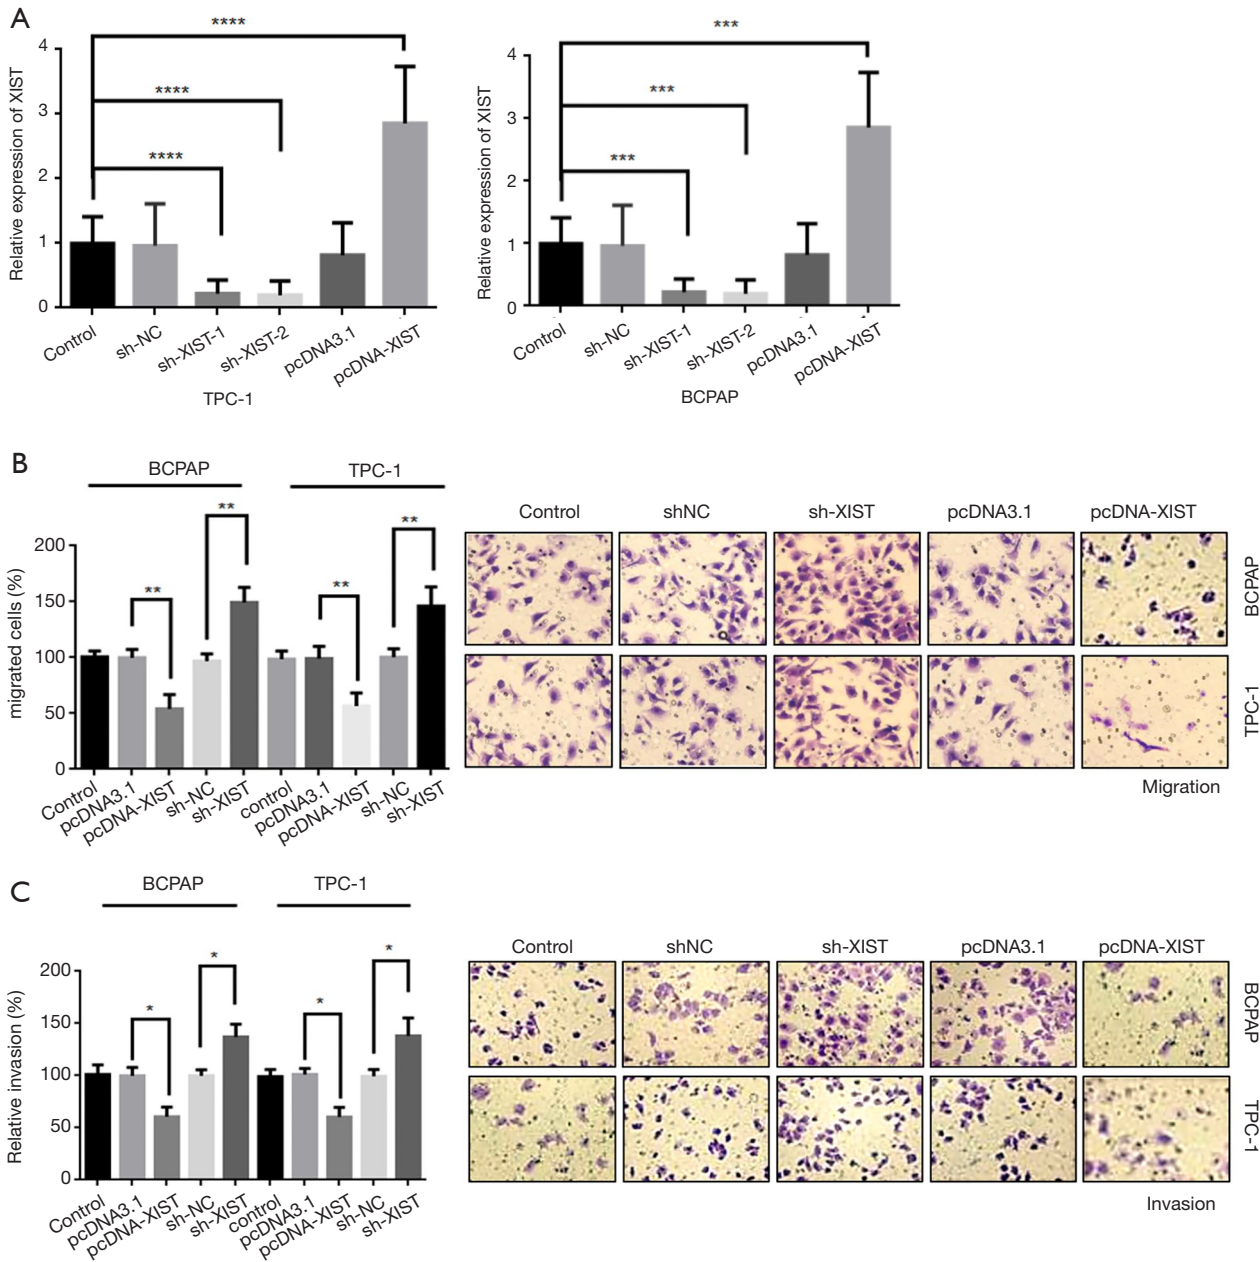 A
****
****
****
Relative expression of XIST
4
3
2
1
0
Control
sh-NC
sh-XIST-1
sh-XIST-2
pcDNA3.1
pcDNA-XIST
TPC-1
***
***
***
Relative expression of XIST
4
3
2
1
0
Control
sh-NC
sh-XIST-1
sh-XIST-2
pcDNA3.1
pcDNA-XIST
BCPAP
B
BCPAP
TPC-1
**
**
**
**
migrated cells (%)
200
150
100
50
0
Control
pcDNA3.1
pcDNA-XIST
sh-NC
sh-XIST
control
pcDNA3.1
pcDNA-XIST
sh-NC
sh-XIST
Control
shNC
sh-XIST
pcDNA3.1
pcDNA-XIST
BCPAP
TPC-1
Migration
C
BCPAP
TPC-1
*
*
*
*
Relative invasion (%)
200
150
100
50
0
Control
pcDNA3.1
pcDNA-XIST
sh-NC
sh-XIST
control
pcDNA3.1
pcDNA-XIST
sh-NC
sh-XIST
Control
shNC
sh-XIST
pcDNA3.1
pcDNA-XIST
BCPAP
TPC-1
Invasion